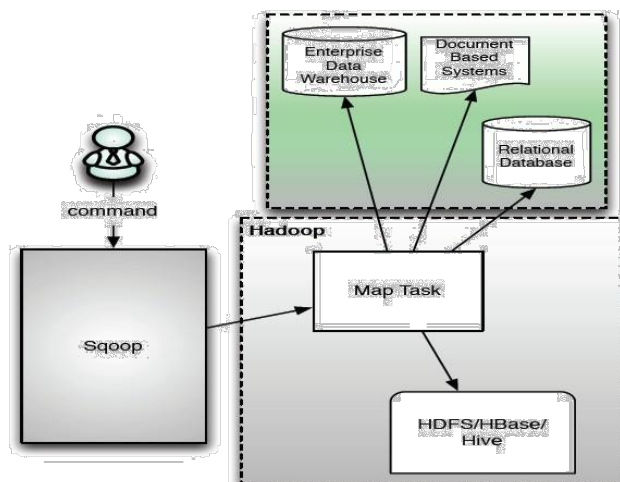 Enterprise
Data
Warehouse
Document
Based
Systems
Relational
Database
command
Hadoop
Map Task
Sqoop
HDFS/HBase/
Hive